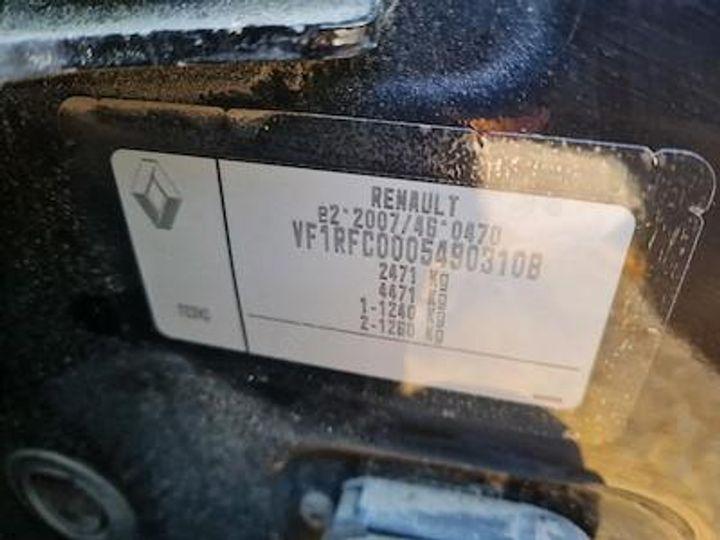 RENAULT
e2*2007/46*0470
VF1RFC00054903108
2471 Kg
4471 Kg
1-1240 Kg
2-1260 Kg